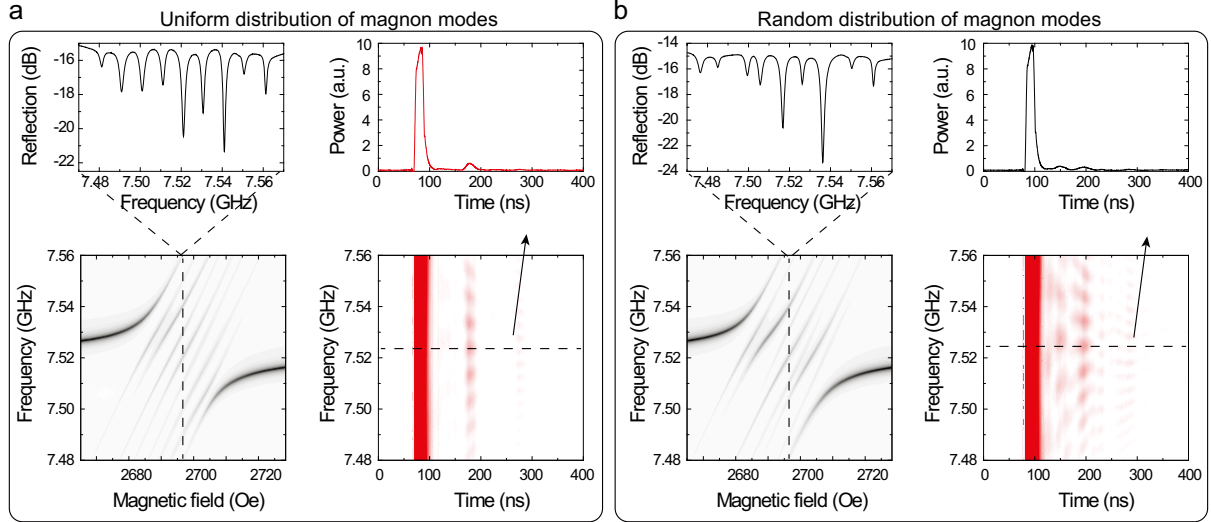 a
Uniform distribution of magnon modes
Reflection (dB)
-16
-18
-20
-22
7.48 7.50 7.52 7.54 7.56
Frequency (GHz)
Power (a.u.)
10
8
6
4
2
0
0 100 200 300 400
Time (ns)
Frequency (GHz)
7.56
7.54
7.52
7.50
7.48
2680 2700 2720
Magnetic field (Oe)
Frequency (GHz)
7.56
7.54
7.52
7.50
7.48
0 100 200 300 400
Time (ns)
b
Random distribution of magnon modes
Reflection (dB)
-14
-16
-18
-20
-22
-24
7.48 7.50 7.52 7.54 7.56
Frequency (GHz)
Power (a.u.)
10
8
6
4
2
0
0 100 200 300 400
Time (ns)
Frequency (GHz)
7.56
7.54
7.52
7.50
7.48
2680 2700 2720
Magnetic field (Oe)
Frequency (GHz)
7.56
7.54
7.52
7.50
7.48
0 100 200 300 400
Time (ns)